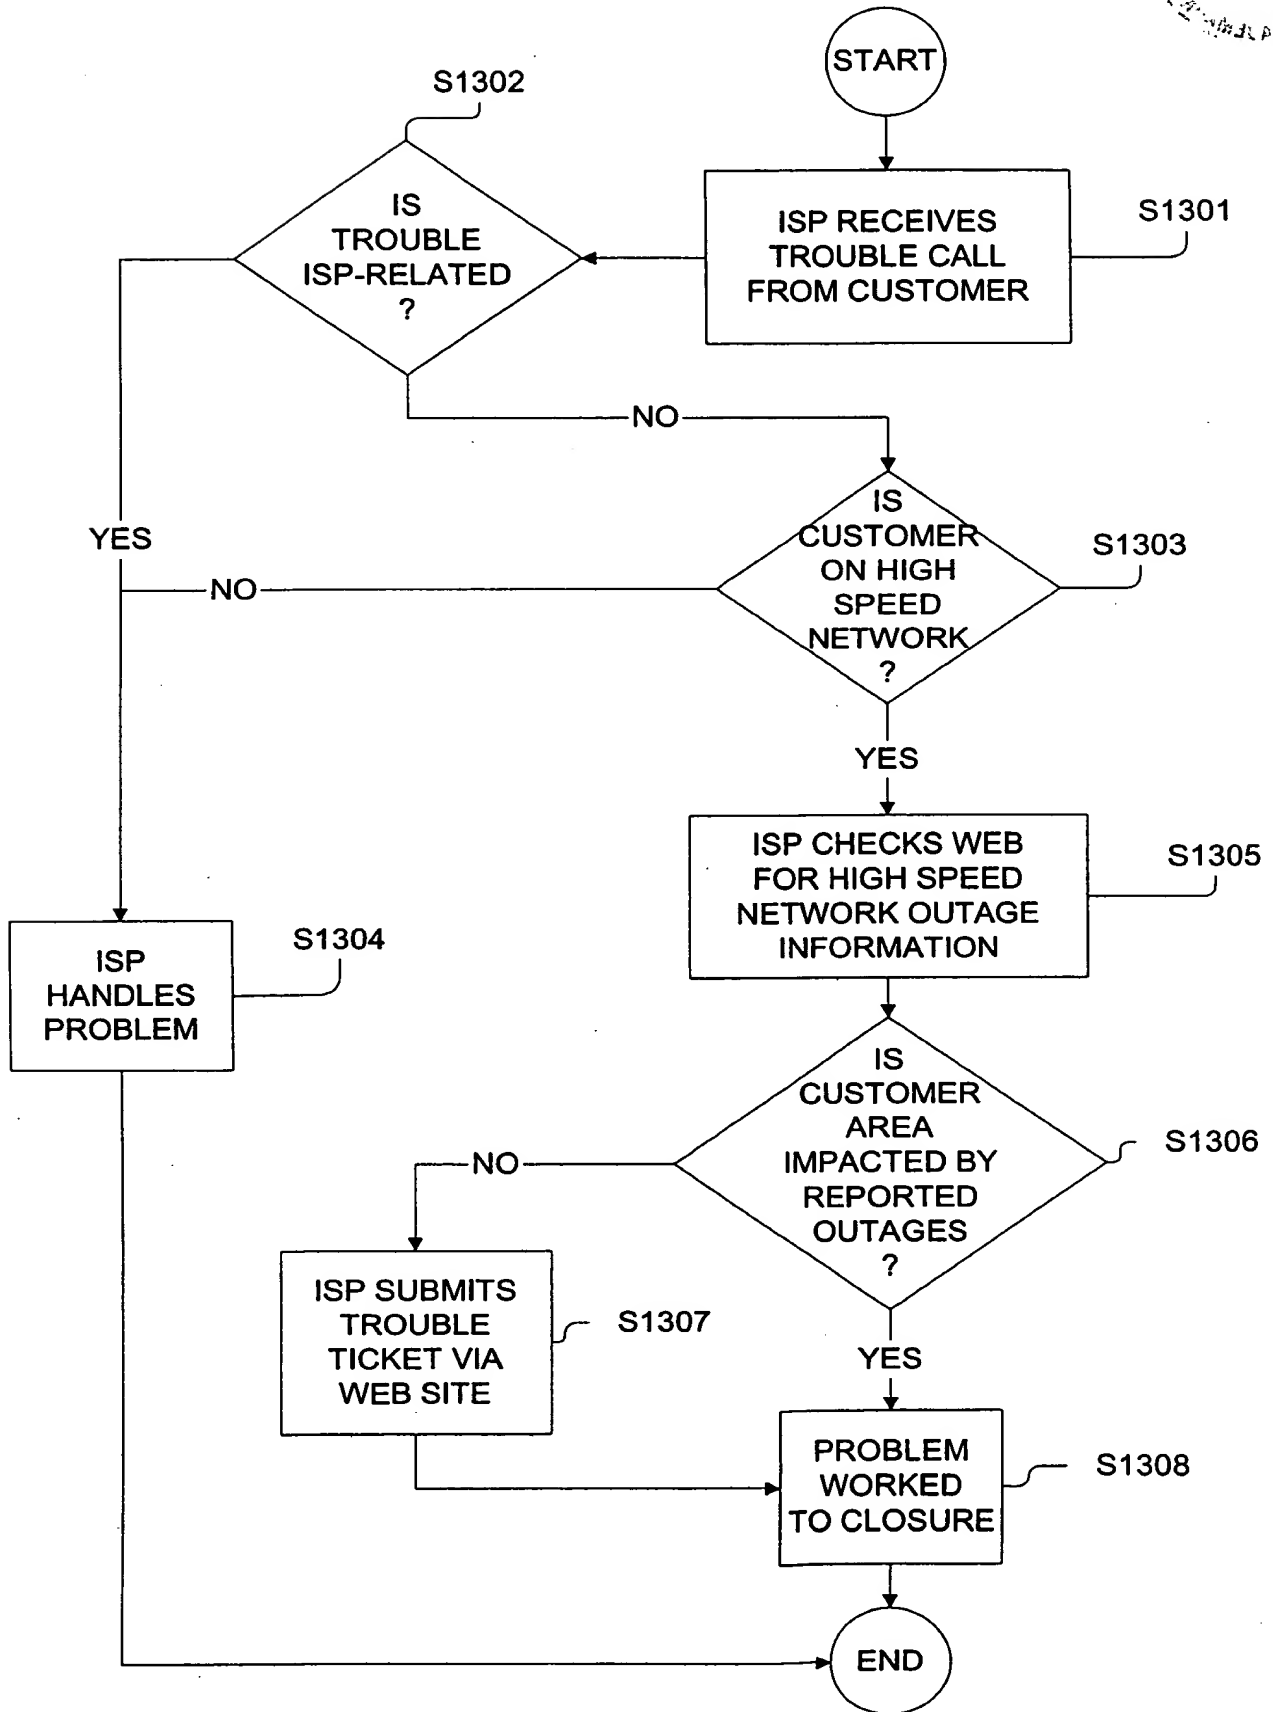 START
S1302
IS
TROUBLE
ISP-RELATED
?
ISP RECEIVES
TROUBLE CALL
FROM CUSTOMER
S1301
NO
IS
CUSTOMER
ON HIGH
SPEED
NETWORK
?
S1303
YES
NO
YES
ISP CHECKS WEB
FOR HIGH SPEED
NETWORK OUTAGE
INFORMATION
S1305
ISP
HANDLES
PROBLEM
S1304
IS
CUSTOMER
AREA
IMPACTED BY
REPORTED
OUTAGES
?
S1306
NO
ISP SUBMITS
TROUBLE
TICKET VIA
WEB SITE
S1307
YES
PROBLEM
WORKED
TO CLOSURE
S1308
END